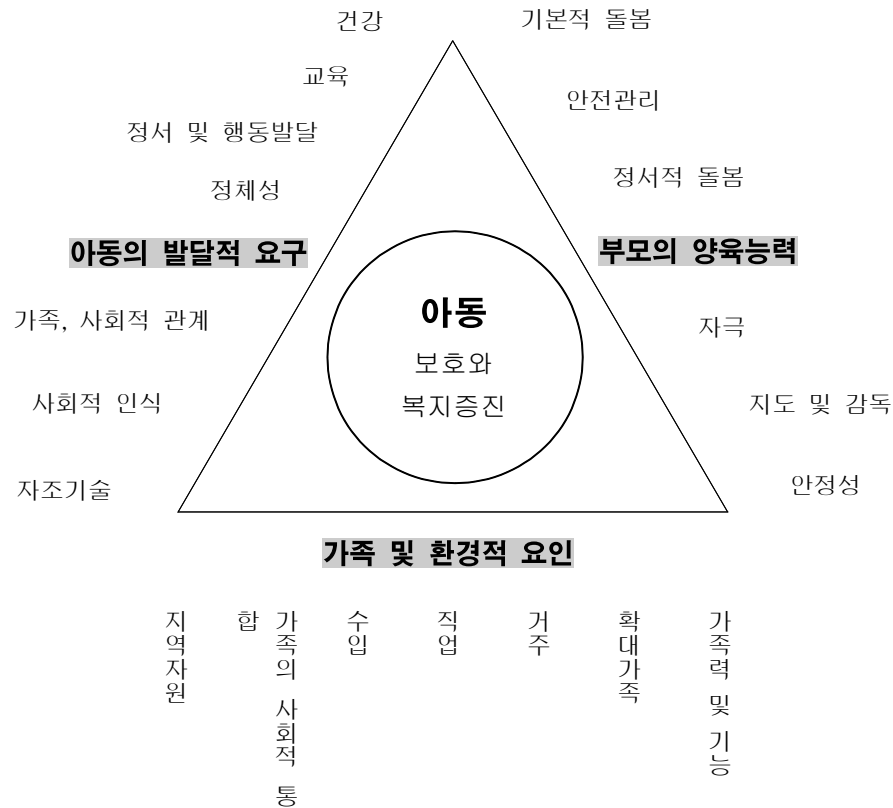 건강
교육
정서 및 행동발달
정체성
아동의 발달적 요구
가족, 사회적 관계
사회적 인식
자조기술
기본적 돌봄
안전관리
정서적 돌봄
부모의 양육능력
자극
지도 및 감독
안정성
아동
보호와
복지증진
가족 및 환경적 요인
지역자원
가족의 사회적 통
합
수입
직업
거주
확대가족
가족력 및 기능